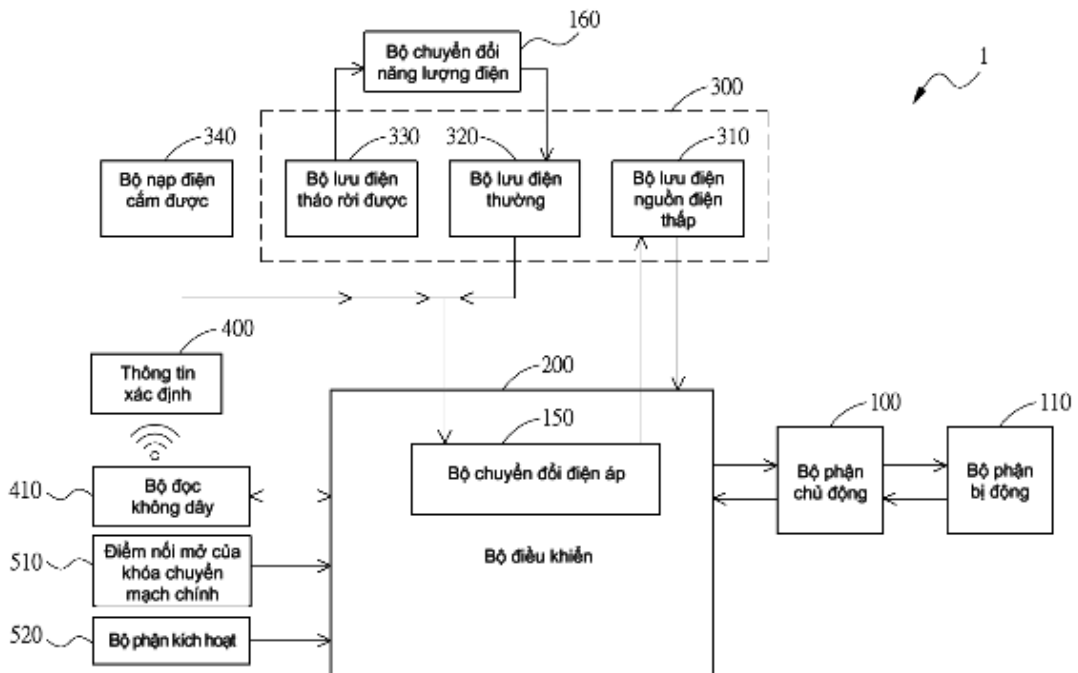 160
Bộ chuyển đổi
năng lượng điện
1
300
340
330
320
310
Bộ nạp điện
cắm được
Bộ lưu điện
tháo rời được
Bộ lưu điện
thường
Bộ lưu điện
nguồn điện
thấp
400
Thông tin
xác định
200
150
100
110
Bộ chuyển đổi điện áp
Bộ phận
chủ động
Bộ phận
bị động
410
Bộ đọc
không dây
510
Điểm nối mở của
khóa chuyển
mạch chính
Bộ điều khiển
520
Bộ phận kích hoạt